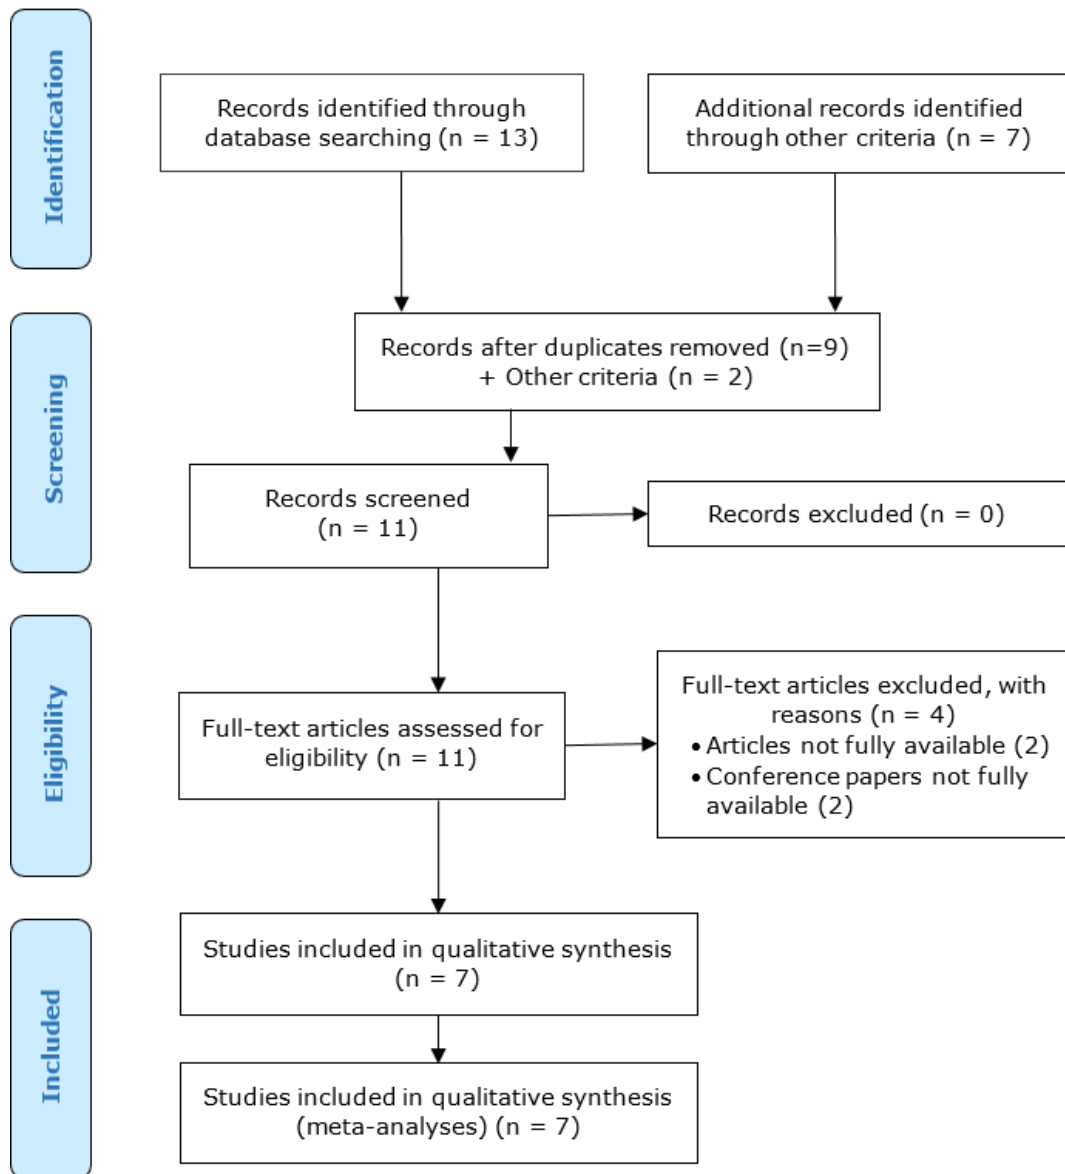 Identification
Records identified through
database searching (n = 13)
Additional records identified
through other criteria (n = 7)
Screening
Records after duplicates removed (n=9)
+ Other criteria (n = 2)
Records screened
(n = 11)
Records excluded (n = 0)
Eligibility
Full-text articles assessed for
eligibility (n = 11)
Full-text articles excluded, with
reasons (n = 4)
• Articles not fully available (2)
• Conference papers not fully
available (2)
Included
Studies included in qualitative synthesis
(n = 7)
Studies included in qualitative synthesis
(meta-analyses) (n = 7)